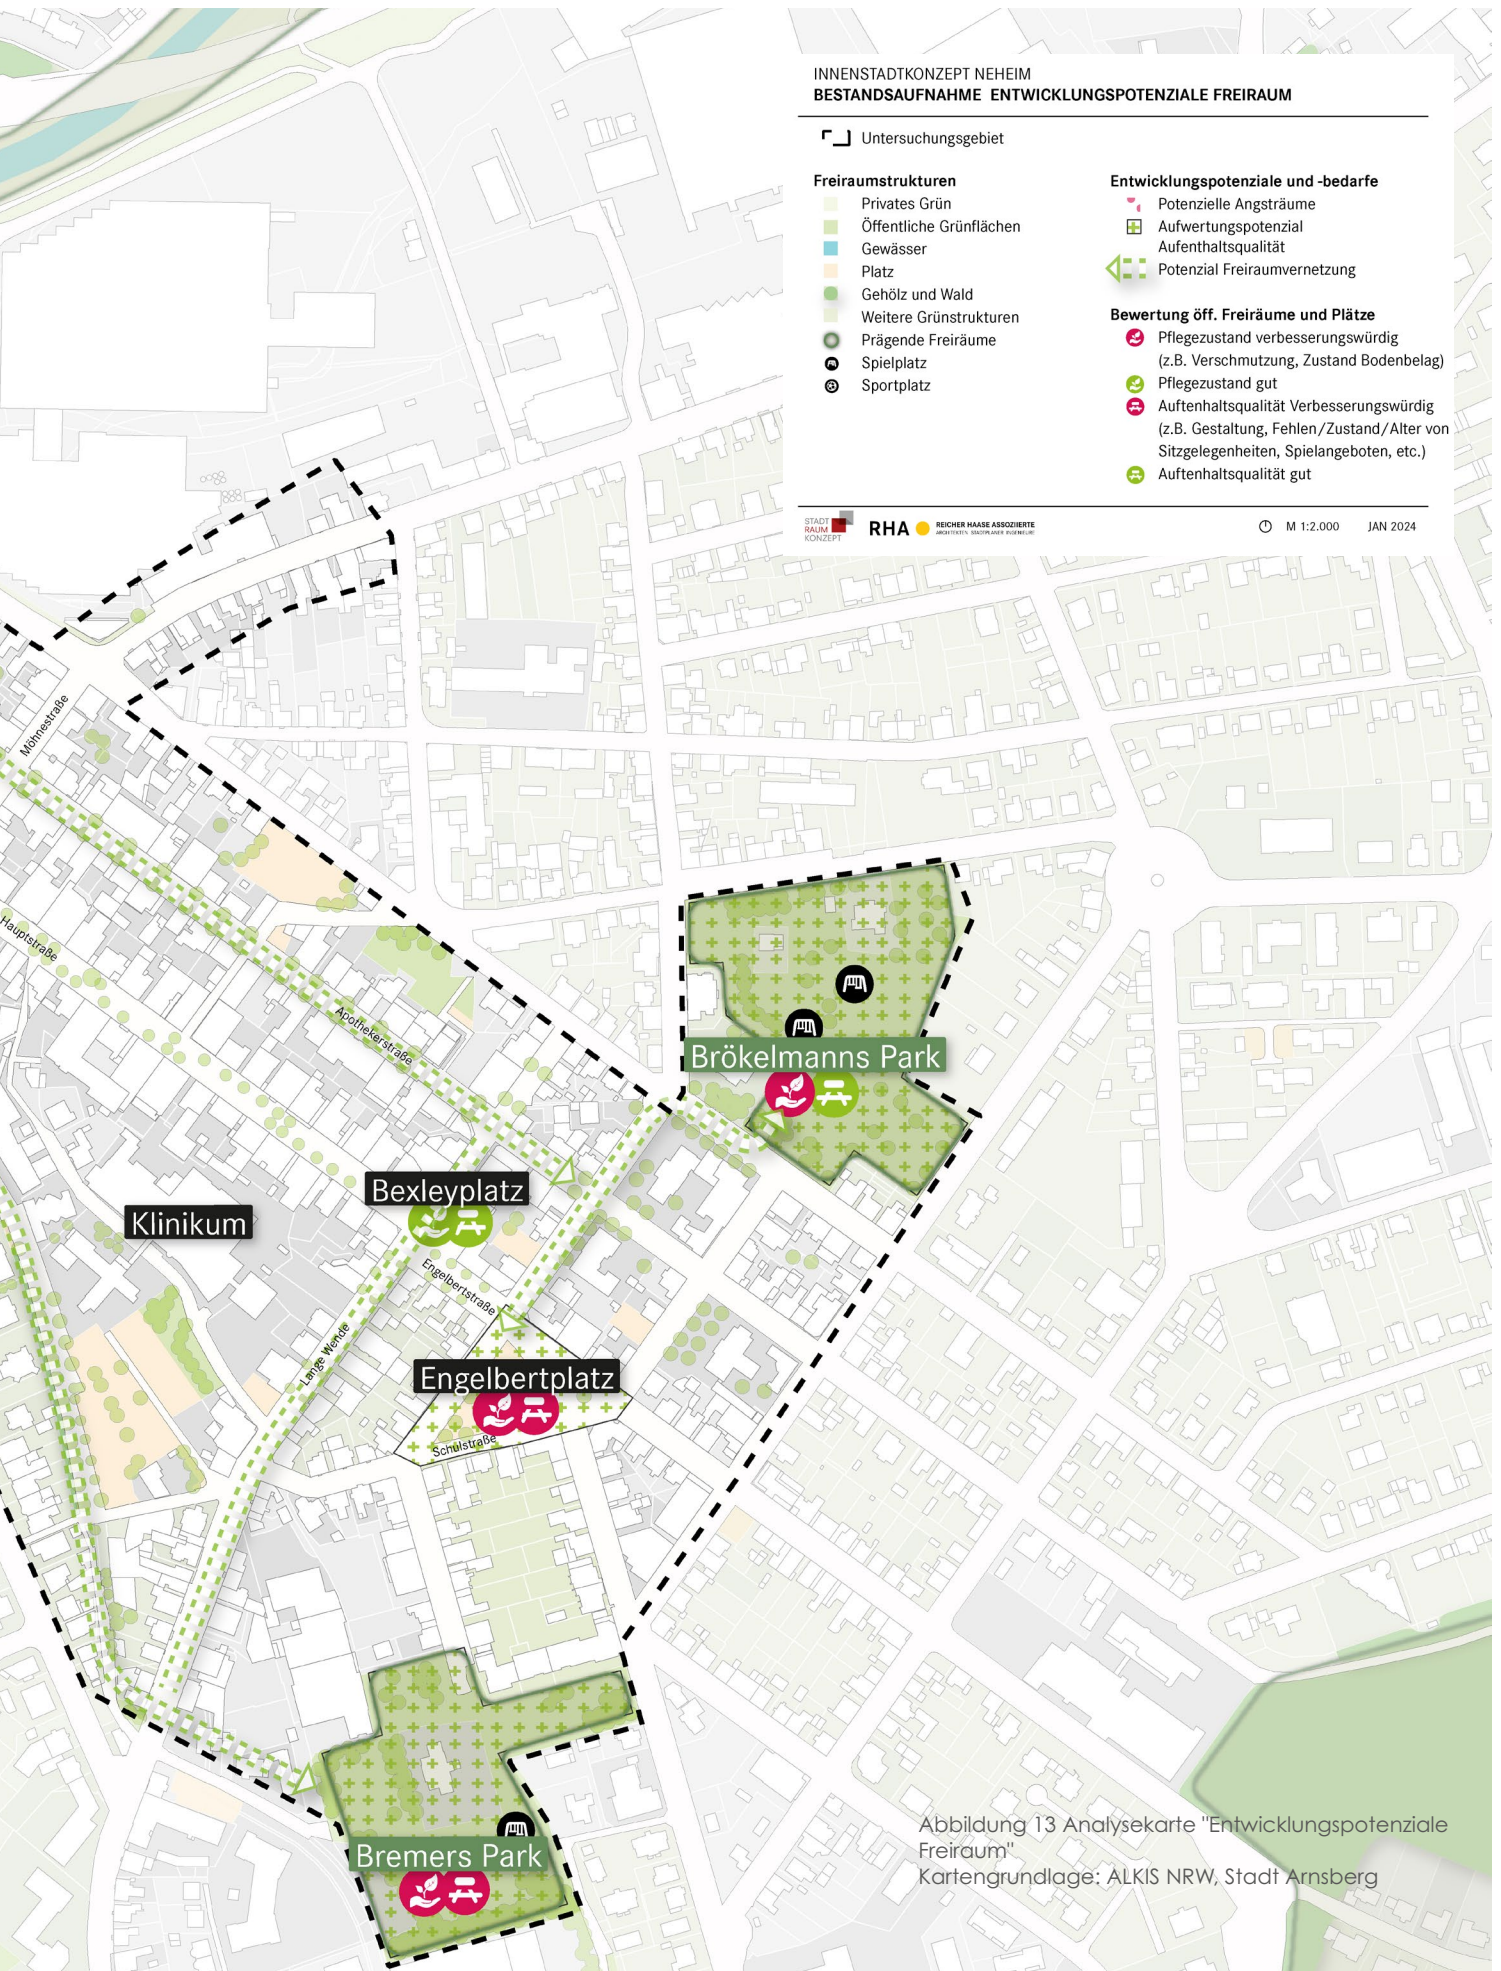 INNENSTADTKONZEPT NEHEIM
BESTANDSAUFNAHME ENTWICKLUNGSPOTENZIALE FREIRAUM
Untersuchungsgebiet
Freiraumstrukturen
Privates Grün
Öffentliche Grünflächen
Gewässer
Platz
Gehölz und Wald
Weitere Grünstrukturen
Prägende Freiräume
Spielplatz
Sportplatz
Entwicklungspotenziale und -bedarfe
Potenzielle Angsträume
Aufwertungspotenzial
Aufenthaltsqualität
Potenzial Freiraumvernetzung
Bewertung öff. Freiräume und Plätze
Pflegezustand verbesserungswürdig
(z.B. Verschmutzung, Zustand Bodenbelag)
Pflegezustand gut
Auftenhaltsqualität Verbesserungswürdig
(z.B. Gestaltung, Fehlen/Zustand/Alter von
Sitzgelegenheiten, Spielangeboten, etc.)
Auftenhaltsqualität gut
STADT
RAUM
KONZEPT
RHA
REICHER HAASE ASSOZIIERTE
ARCHITEKTEN STADTPLANER INGENIEURE
M 1:2.000
JAN 2024
Möhnestraße
Hauptstraße
Apothekerstraße
Brökelmanns Park
Bexleyplatz
Klinikum
Engelbertstraße
Lange Wende
Engelbertplatz
Schulstraße
Bremers Park
Abbildung 13 Analysekarte "Entwicklungspotenziale
Freiraum"
Kartengrundlage: ALKIS NRW, Stadt Arnsberg